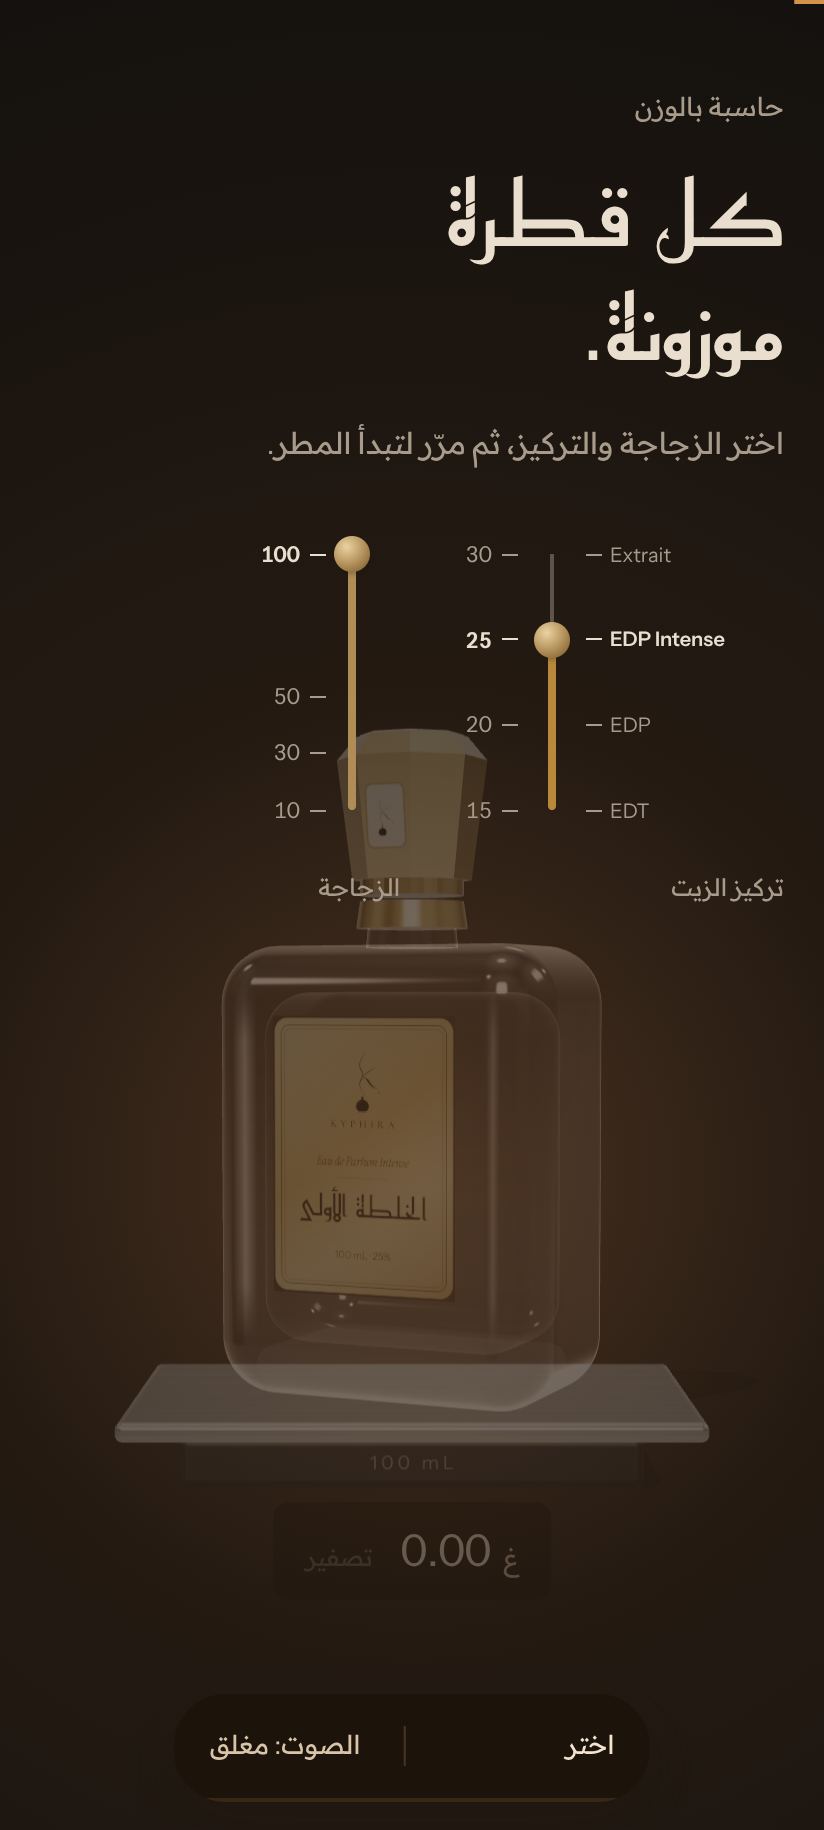 حاسبة بالوزن
كل قطرة
موزونة.
اختر الزجاجة والتركيز، ثم مرّر لتبدأ المطر.
Extrait
30
100
EDP Intense
25
50
EDP
20
30
EDT
15
10
تركيز الزيت
الزجاجة
KYPHIRA
Eau de Parfum Intense
الخلطة الأولى
100 mL · 25%
100 mL
غ 0.00 تصفير
اختر
الصوت: مغلق